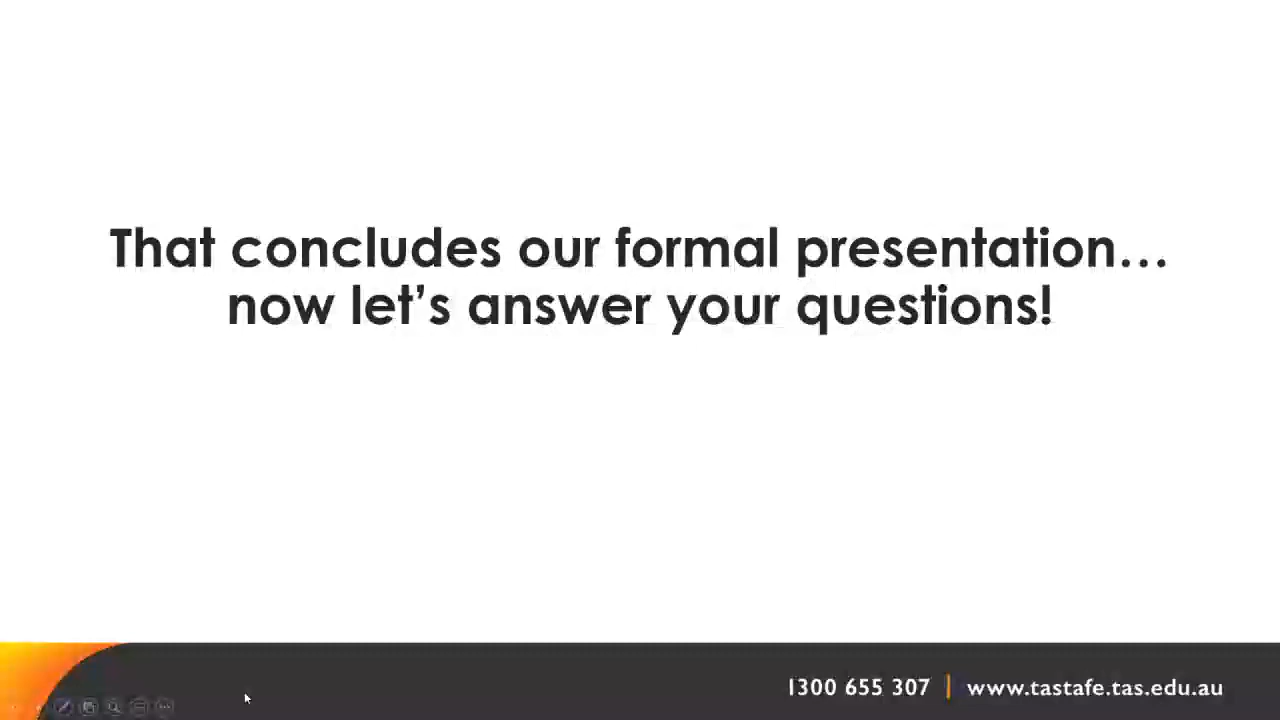 That concludes our formal presentation…
now let’s answer your questions!
1300 655 307 | www.tastafe.tas.edu.au